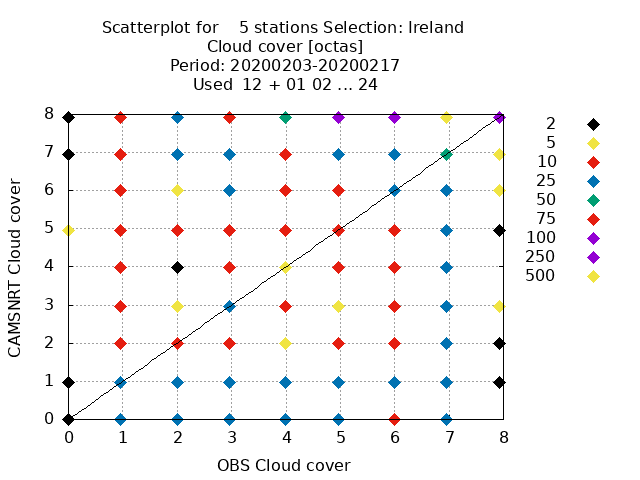 Scatterplot for    5 stations Selection: Ireland
Cloud cover [octas]
Period: 20200203-20200217
Used  12 + 01 02 ... 24
8
7
6
5
4
3
2
1
0
CAMSNRT Cloud cover
0 1 2 3 4 5 6 7 8
OBS Cloud cover
2
5
10
25
50
75
100
250
500